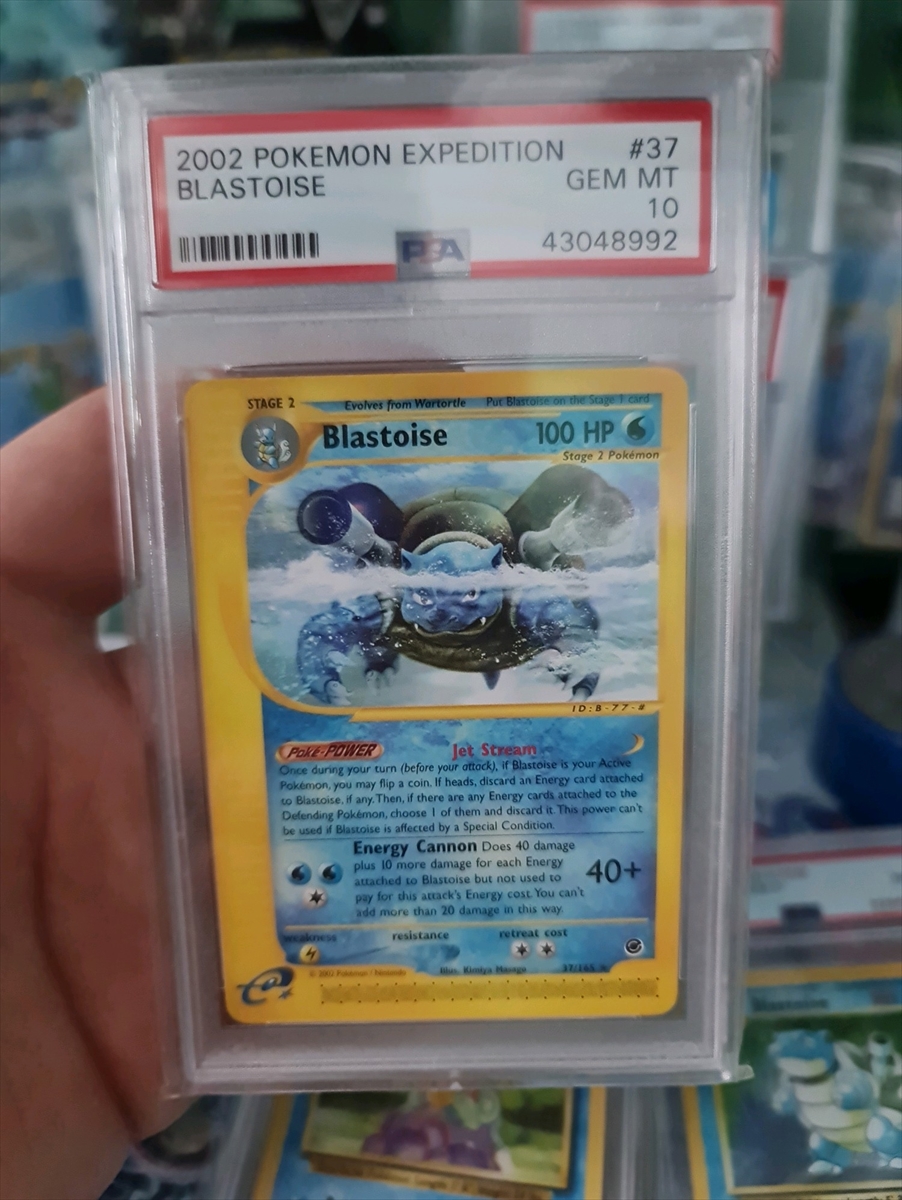 2002 POKEMON EXPEDITION #37
BLASTOISE GEM MT
10
PSA 43048992
STAGE 2 Evolves from Wartortle Put Blastoise on the Stage 1 card
Blastoise 100 HP
Stage 2 Pokémon
ID:B-77-#
Poké-POWER Jet Stream
Once during your turn (before your attack), if Blastoise is your Active
Pokémon, you may flip a coin. If heads, discard an Energy card attached
to Blastoise, if any. Then, if there are any Energy cards attached to the
Defending Pokémon, choose 1 of them and discard it. This power can't
be used if Blastoise is affected by a Special Condition.
Energy Cannon Does 40 damage
plus 10 more damage for each Energy
attached to Blastoise but not used to
pay for this attack's Energy cost. You can't
add more than 20 damage in this way.
40+
weakness resistance retreat cost
© 2002 Pokémon / Nintendo Illus. Kimiya Masago 37/165
e
Blastoise